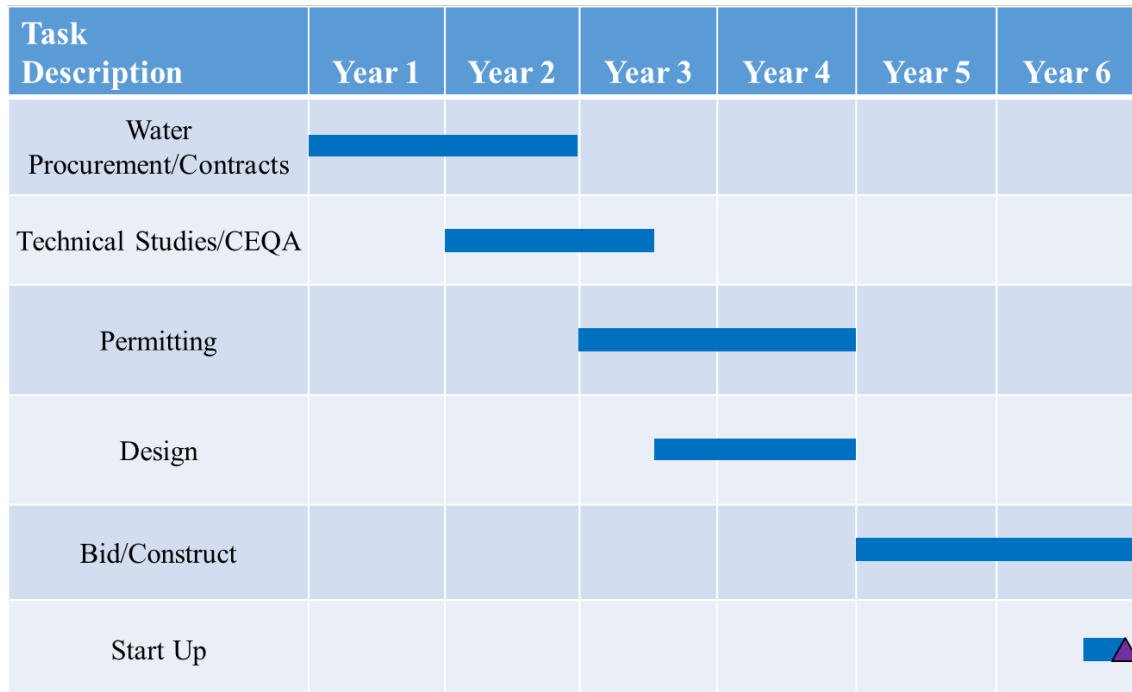 Task
Description
Year 1
Year 2
Year 3
Year 4
Year 5
Year 6
Water
Procurement/Contracts
Technical Studies/CEQA
Permitting
Design
Bid/Construct
Start Up